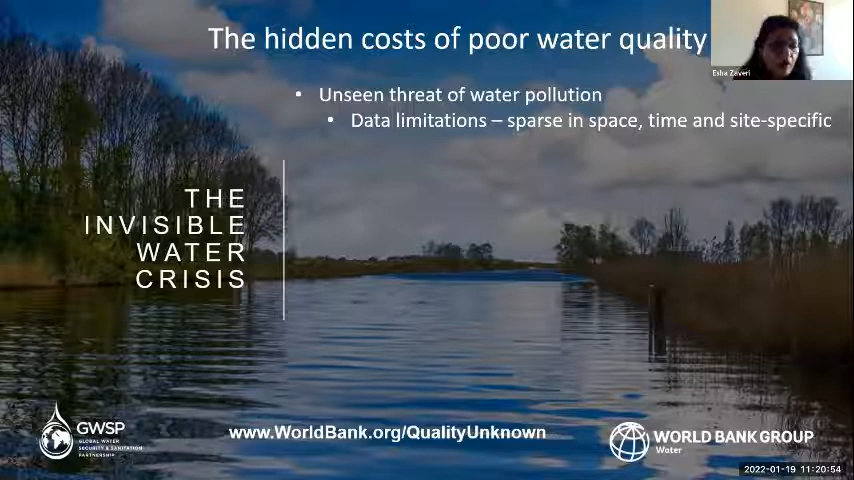 The hidden costs of poor water quality
Esha Zaveri
• Unseen threat of water pollution
• Data limitations – sparse in space, time and site-specific
THE
INVISIBLE
WATER
CRISIS
GWSP
GLOBAL WATER
SECURITY & SANITATION
PARTNERSHIP
www.WorldBank.org/QualityUnknown
WORLD BANK GROUP
Water
2022-01-19 11:20:54